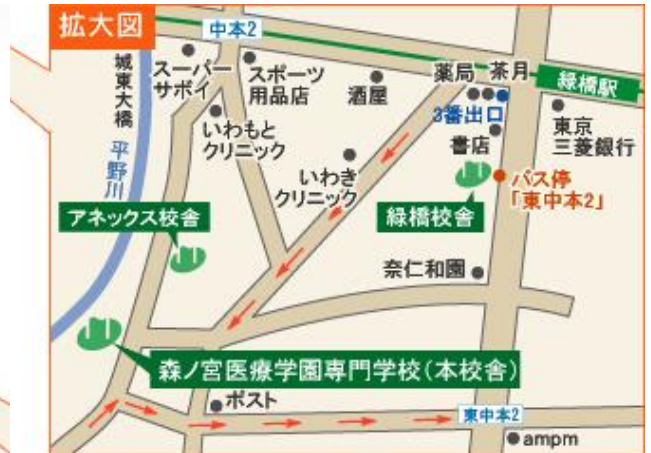 拡大図
中本2
城東大橋
平野川
スーパー
サボイ
スポーツ
用品店
酒屋
薬局
茶月
緑橋駅
3番出口
書店
東京
三菱銀行
いわもと
クリニック
いわき
クリニック
バス停
「東中本2」
アネックス校舎
緑橋校舎
奈仁和園
森ノ宮医療学園専門学校(本校舎)
ポスト
東中本2
ampm